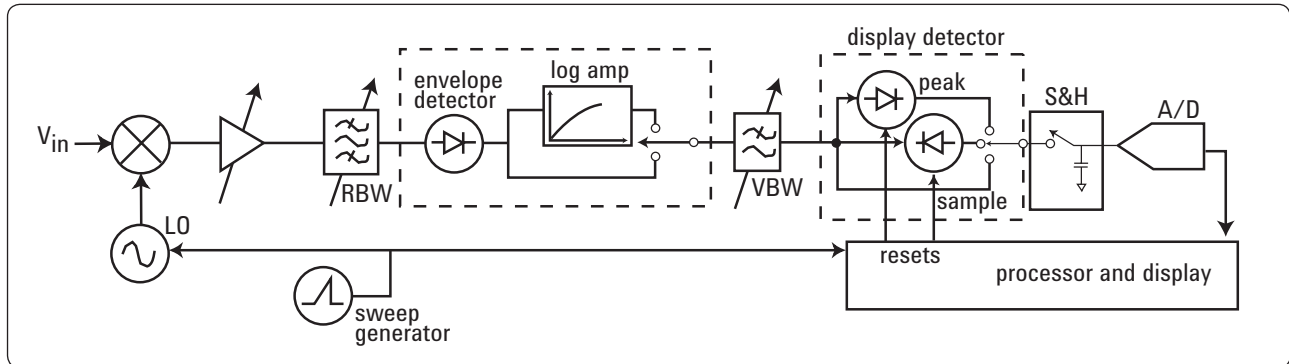 display detector
log amp
envelope
detector
peak
S&H
A/D
Vin
RBW
VBW
sample
LO
resets
processor and display
sweep
generator